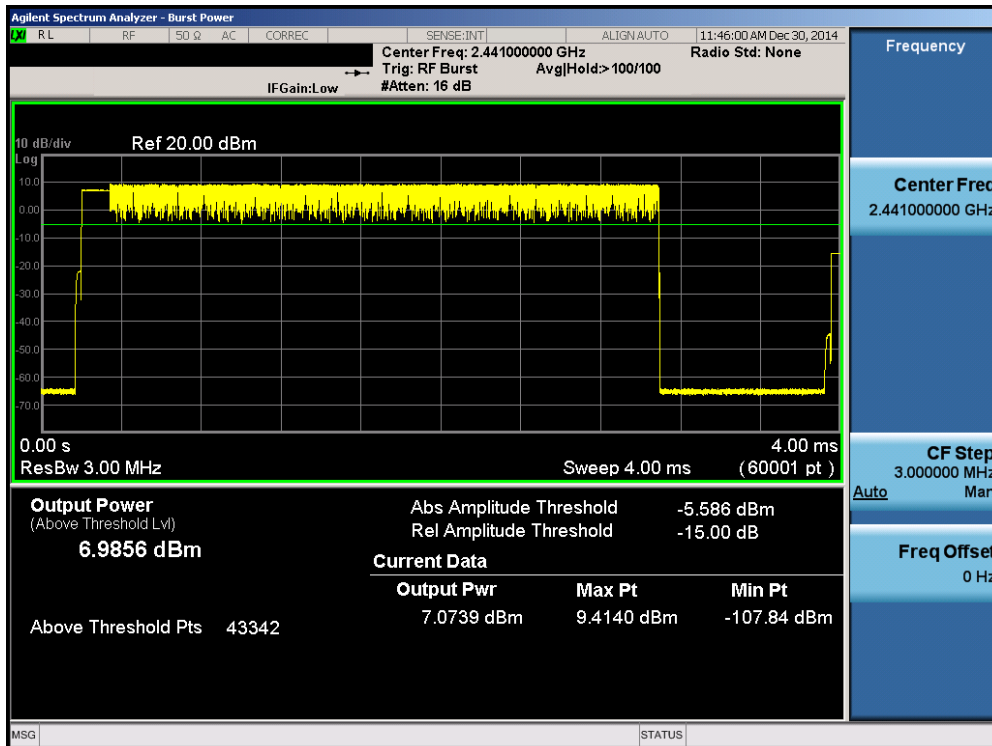 Agilent Spectrum Analyzer - Burst Power
LXI RL RF 50 Ω AC CORREC SENSE:INT ALIGN AUTO 11:46:00 AM Dec 30, 2014
Center Freq: 2.441000000 GHz Radio Std: None
Trig: RF Burst Avg|Hold:>100/100
IFGain:Low #Atten: 16 dB
10 dB/div Ref 20.00 dBm
Log
10.0
0.00
-10.0
-20.0
-30.0
-40.0
-50.0
-60.0
-70.0
0.00 s 4.00 ms
ResBw 3.00 MHz Sweep 4.00 ms (60001 pt)
Output Power
(Above Threshold Lvl)
6.9856 dBm
Above Threshold Pts 43342
Abs Amplitude Threshold -5.586 dBm
Rel Amplitude Threshold -15.00 dB
Current Data
Output Pwr Max Pt Min Pt
7.0739 dBm 9.4140 dBm -107.84 dBm
MSG STATUS
Frequency
Center Freq
2.441000000 GHz
CF Step
3.000000 MHz
Auto Man
Freq Offset
0 Hz